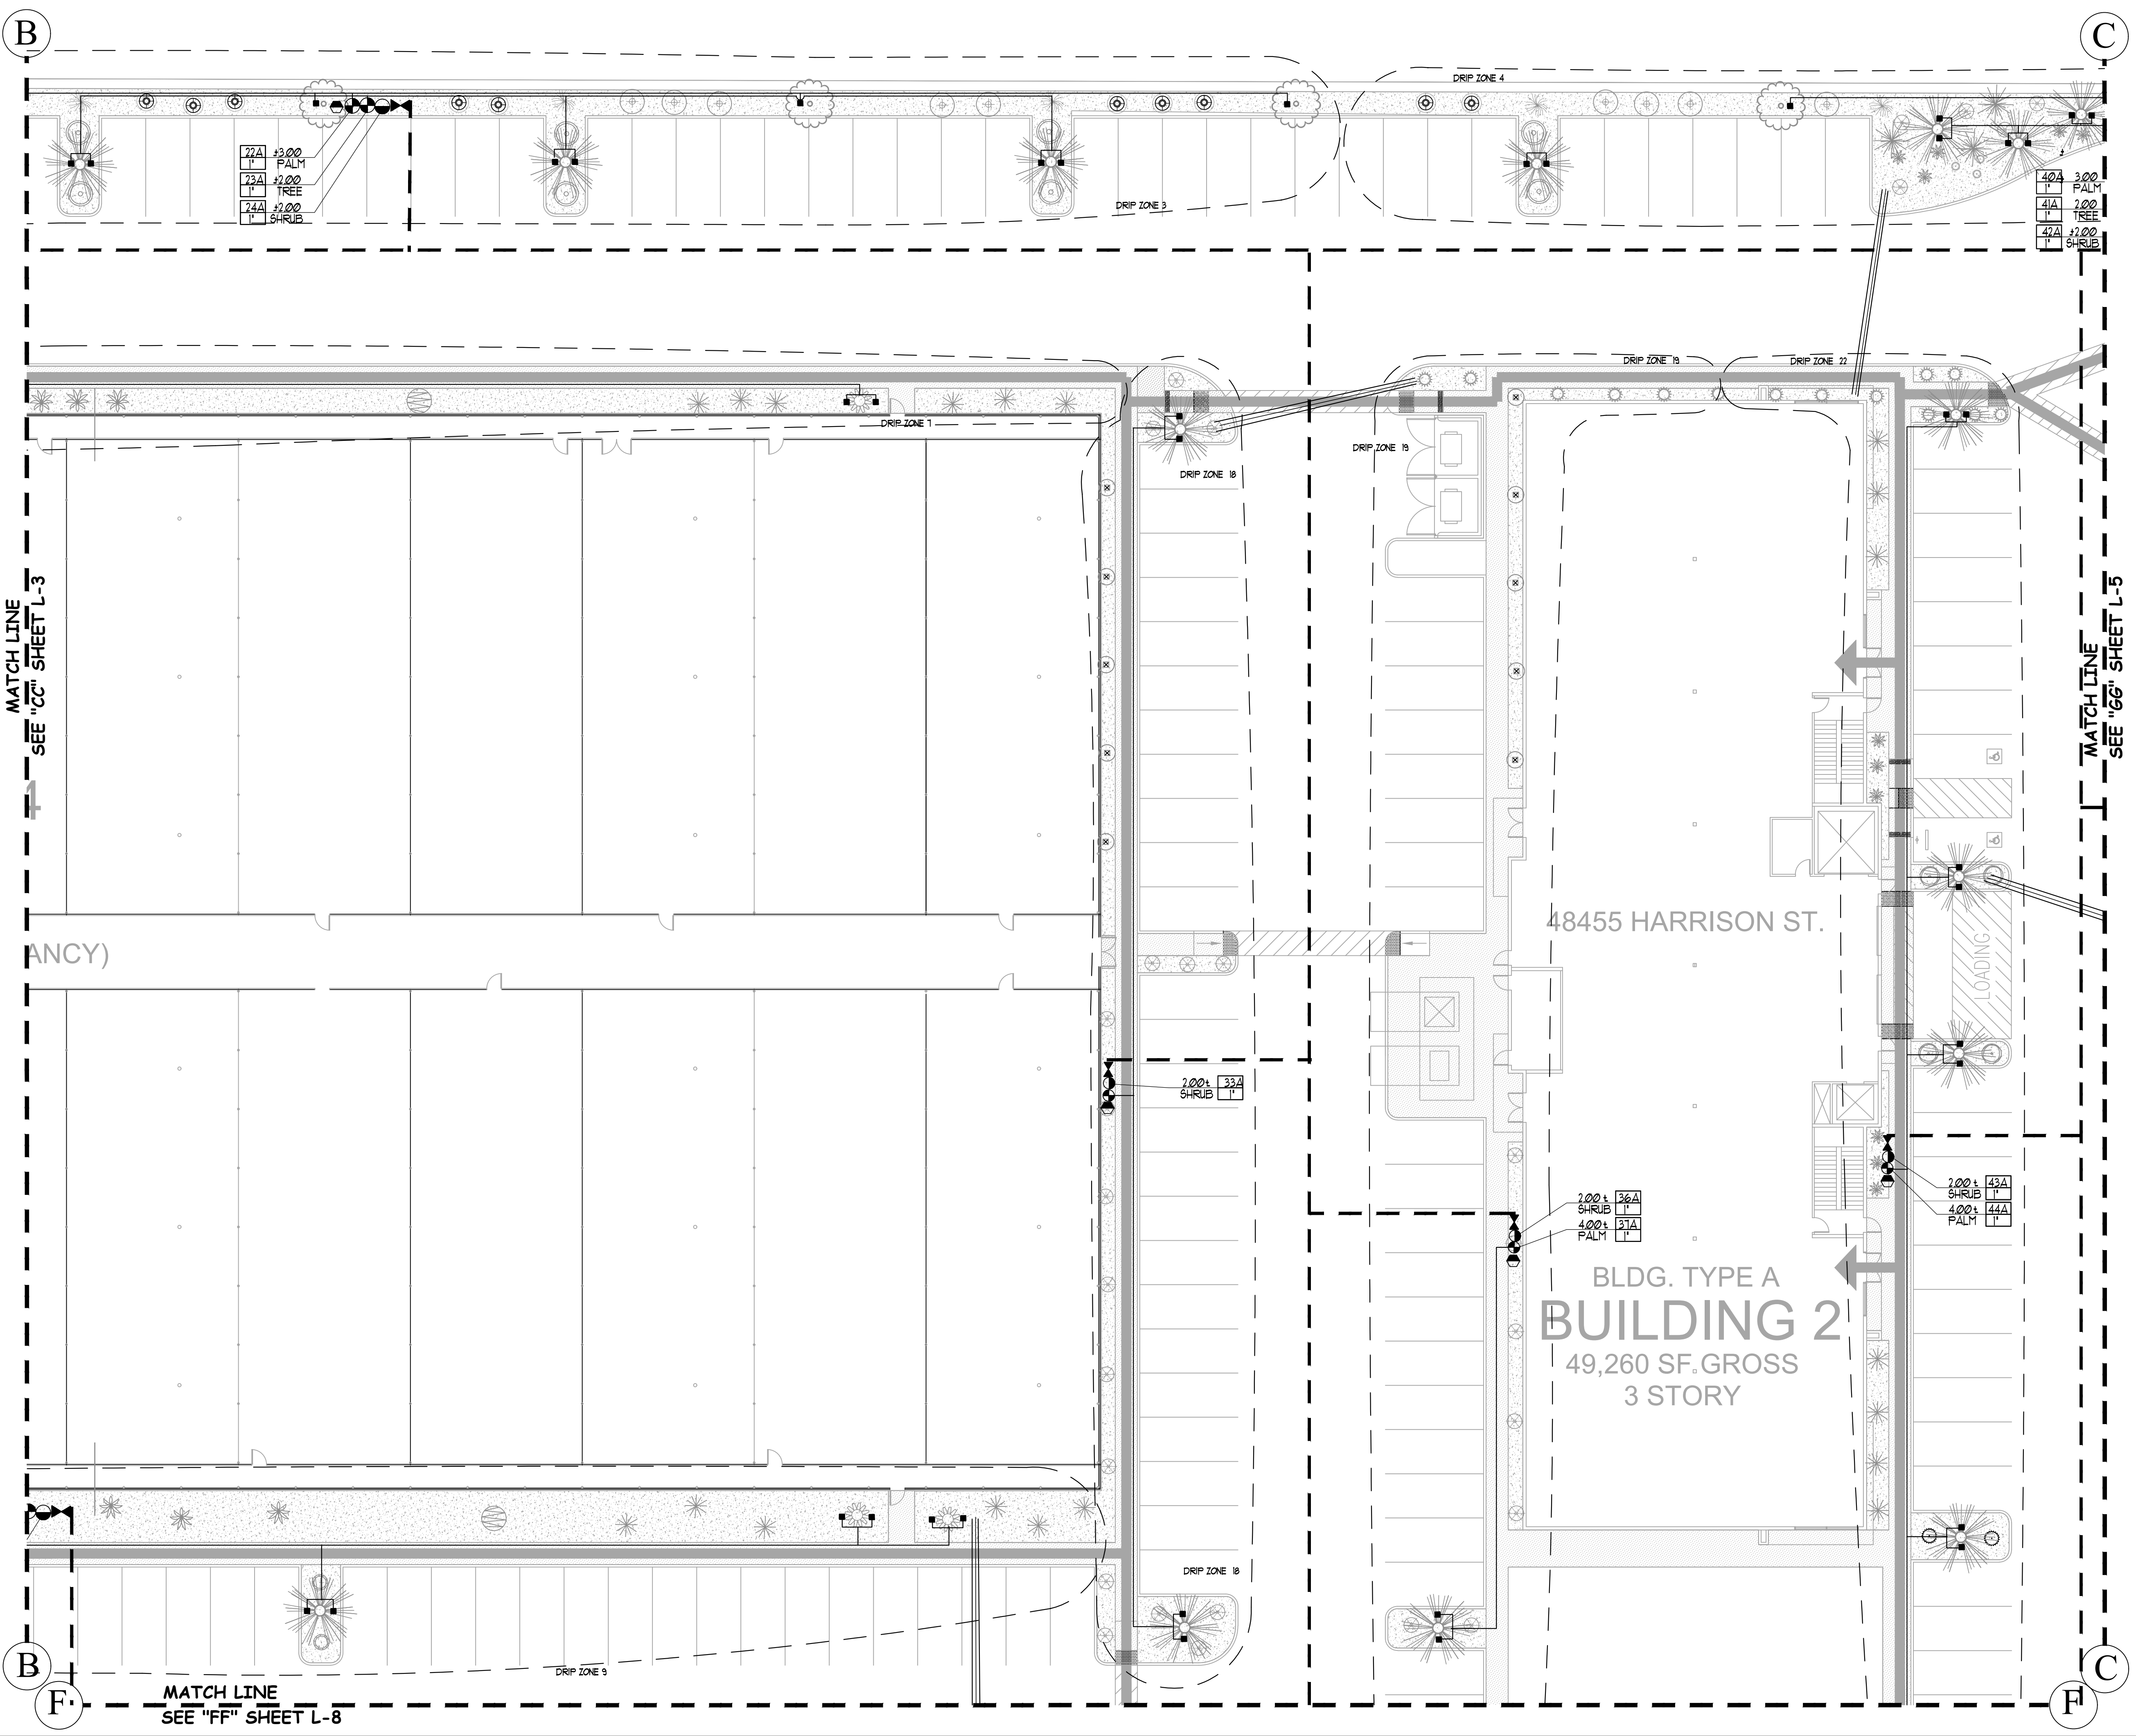 B
C
DRIP ZONE 4
22A ±3.00
1" PALM
23A ±2.00
1" TREE
24A ±2.00
1" SHRUB
DRIP ZONE 3
40A 3.00
1" PALM
41A 2.00
1" TREE
42A ±2.00
1" SHRUB
DRIP ZONE 19
DRIP ZONE 22
DRIP ZONE 7
DRIP ZONE 19
DRIP ZONE 18
MATCH LINE
SEE "CC" SHEET L-3
MATCH LINE
SEE "GG" SHEET L-5
4
48455 HARRISON ST.
ANCY)
LOADING
2.00± 33A
SHRUB 1"
2.00± 36A
SHRUB 1"
4.00± 37A
PALM 1"
2.00± 43A
SHRUB 1"
4.00± 44A
PALM 1"
BLDG. TYPE A
BUILDING 2
49,260 SF.GROSS
3 STORY
DRIP ZONE 18
DRIP ZONE 9
B
C
F
F
MATCH LINE
SEE "FF" SHEET L-8